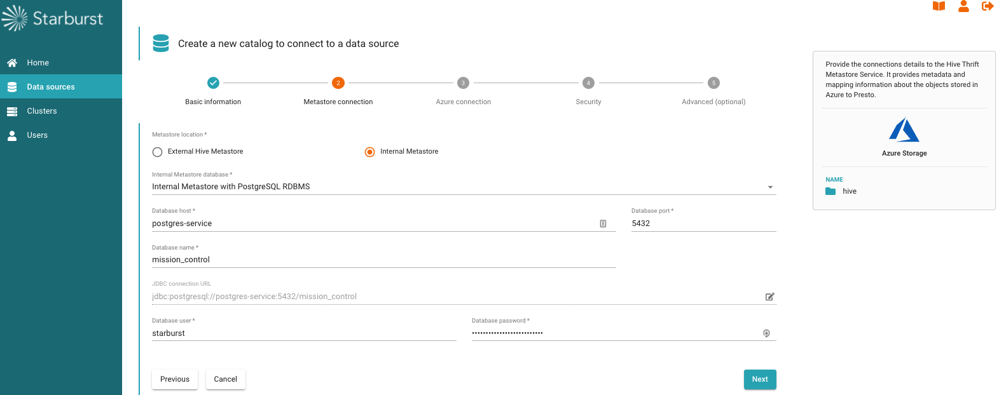 Starburst
Home
Data sources
Clusters
Users
Create a new catalog to connect to a data source
2
3
4
5
Basic information
Metastore connection
Azure connection
Security
Advanced (optional)
Metastore location *
External Hive Metastore
Internal Metastore
Internal Metastore database *
Internal Metastore with PostgreSQL RDBMS
Database host *
Database port *
postgres-service
5432
Database name *
mission_control
JDBC connection URL
jdbc:postgresql://postgres-service:5432/mission_control
Database user *
Database password *
starburst
••••••••••••••••••••••••••
Previous
Cancel
Next
Provide the connections details to the Hive Thrift
Metastore Service. It provides metadata and
mapping information about the objects stored in
Azure to Presto.
Azure Storage
NAME
hive